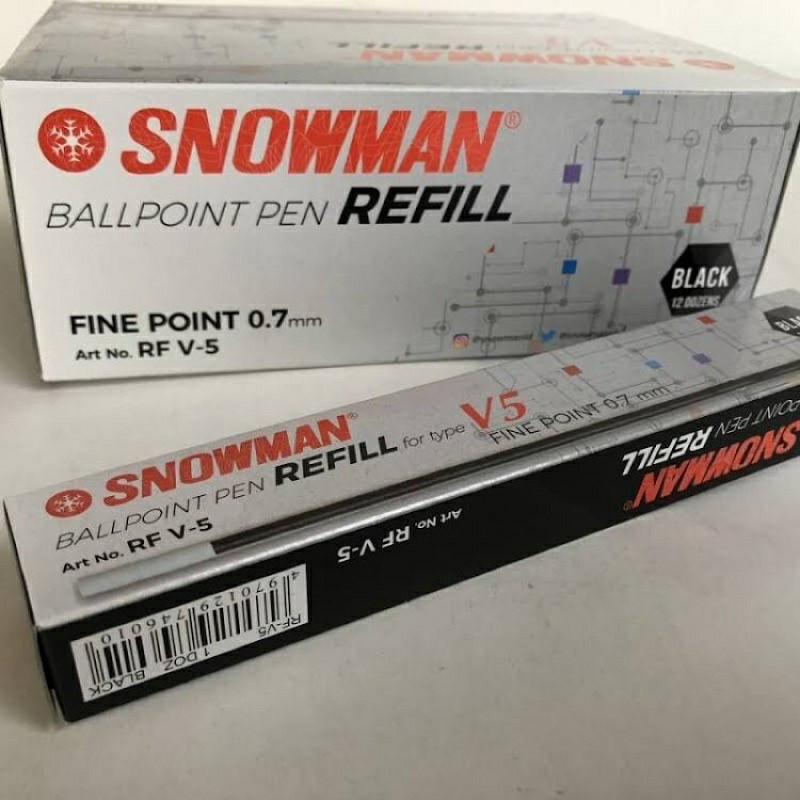 SNOWMAN®
BALLPOINT PEN REFILL
FINE POINT 0.7mm
Art No. RF V-5
BLACK
12 DOZENS
SNOWMAN®
BALLPOINT PEN REFILL for type V5
FINE POINT 0.7 mm
Art No. RF V-5
SNOWMAN®
POINT PEN REFILL
Art No. RF V-5
RF-V5
4970129746010
1 DOZ BLACK